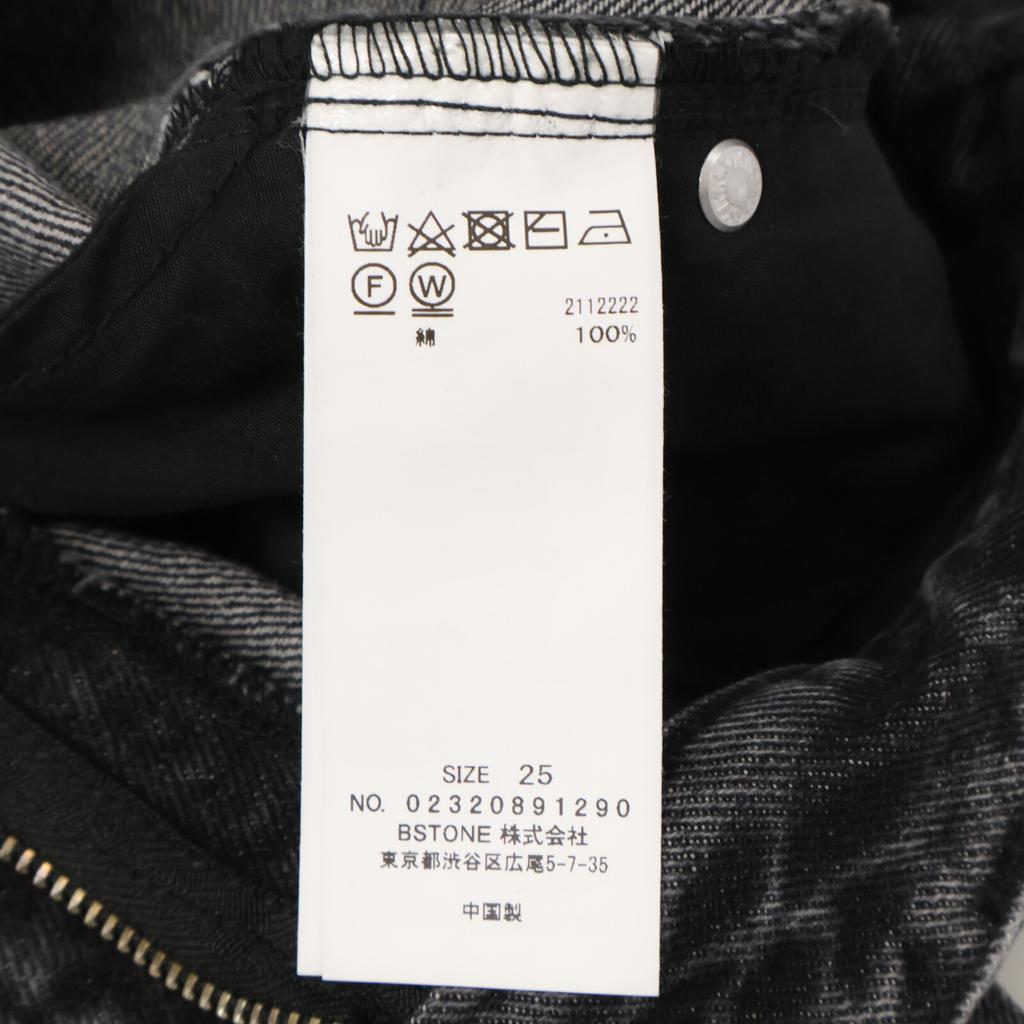 F W
2112222
綿 100%
SIZE 25
NO. 02320891290
BSTONE 株式会社
東京都渋谷区広尾5-7-35
中国製